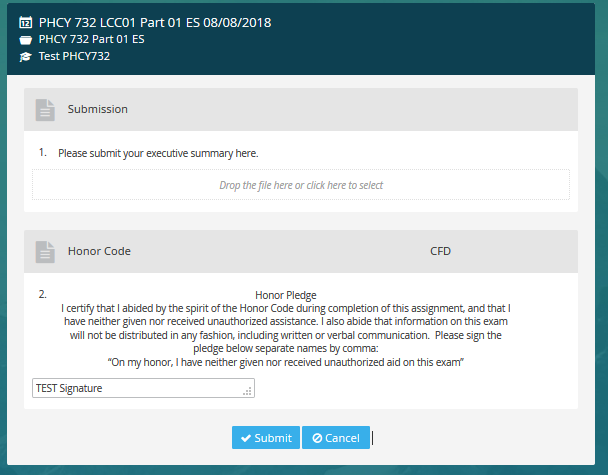 PHCY 732 LCC01 Part 01 ES 08/08/2018
PHCY 732 Part 01 ES
Test PHCY732
Submission
1. Please submit your executive summary here.
Drop the file here or click here to select
Honor Code CFD
2. Honor Pledge
I certify that I abided by the spirit of the Honor Code during completion of this assignment, and that I
have neither given nor received unauthorized assistance. I also abide that information on this exam
will not be distributed in any fashion, including written or verbal communication. Please sign the
pledge below separate names by comma:
“On my honor, I have neither given nor received unauthorized aid on this exam”
TEST Signature
Submit Cancel